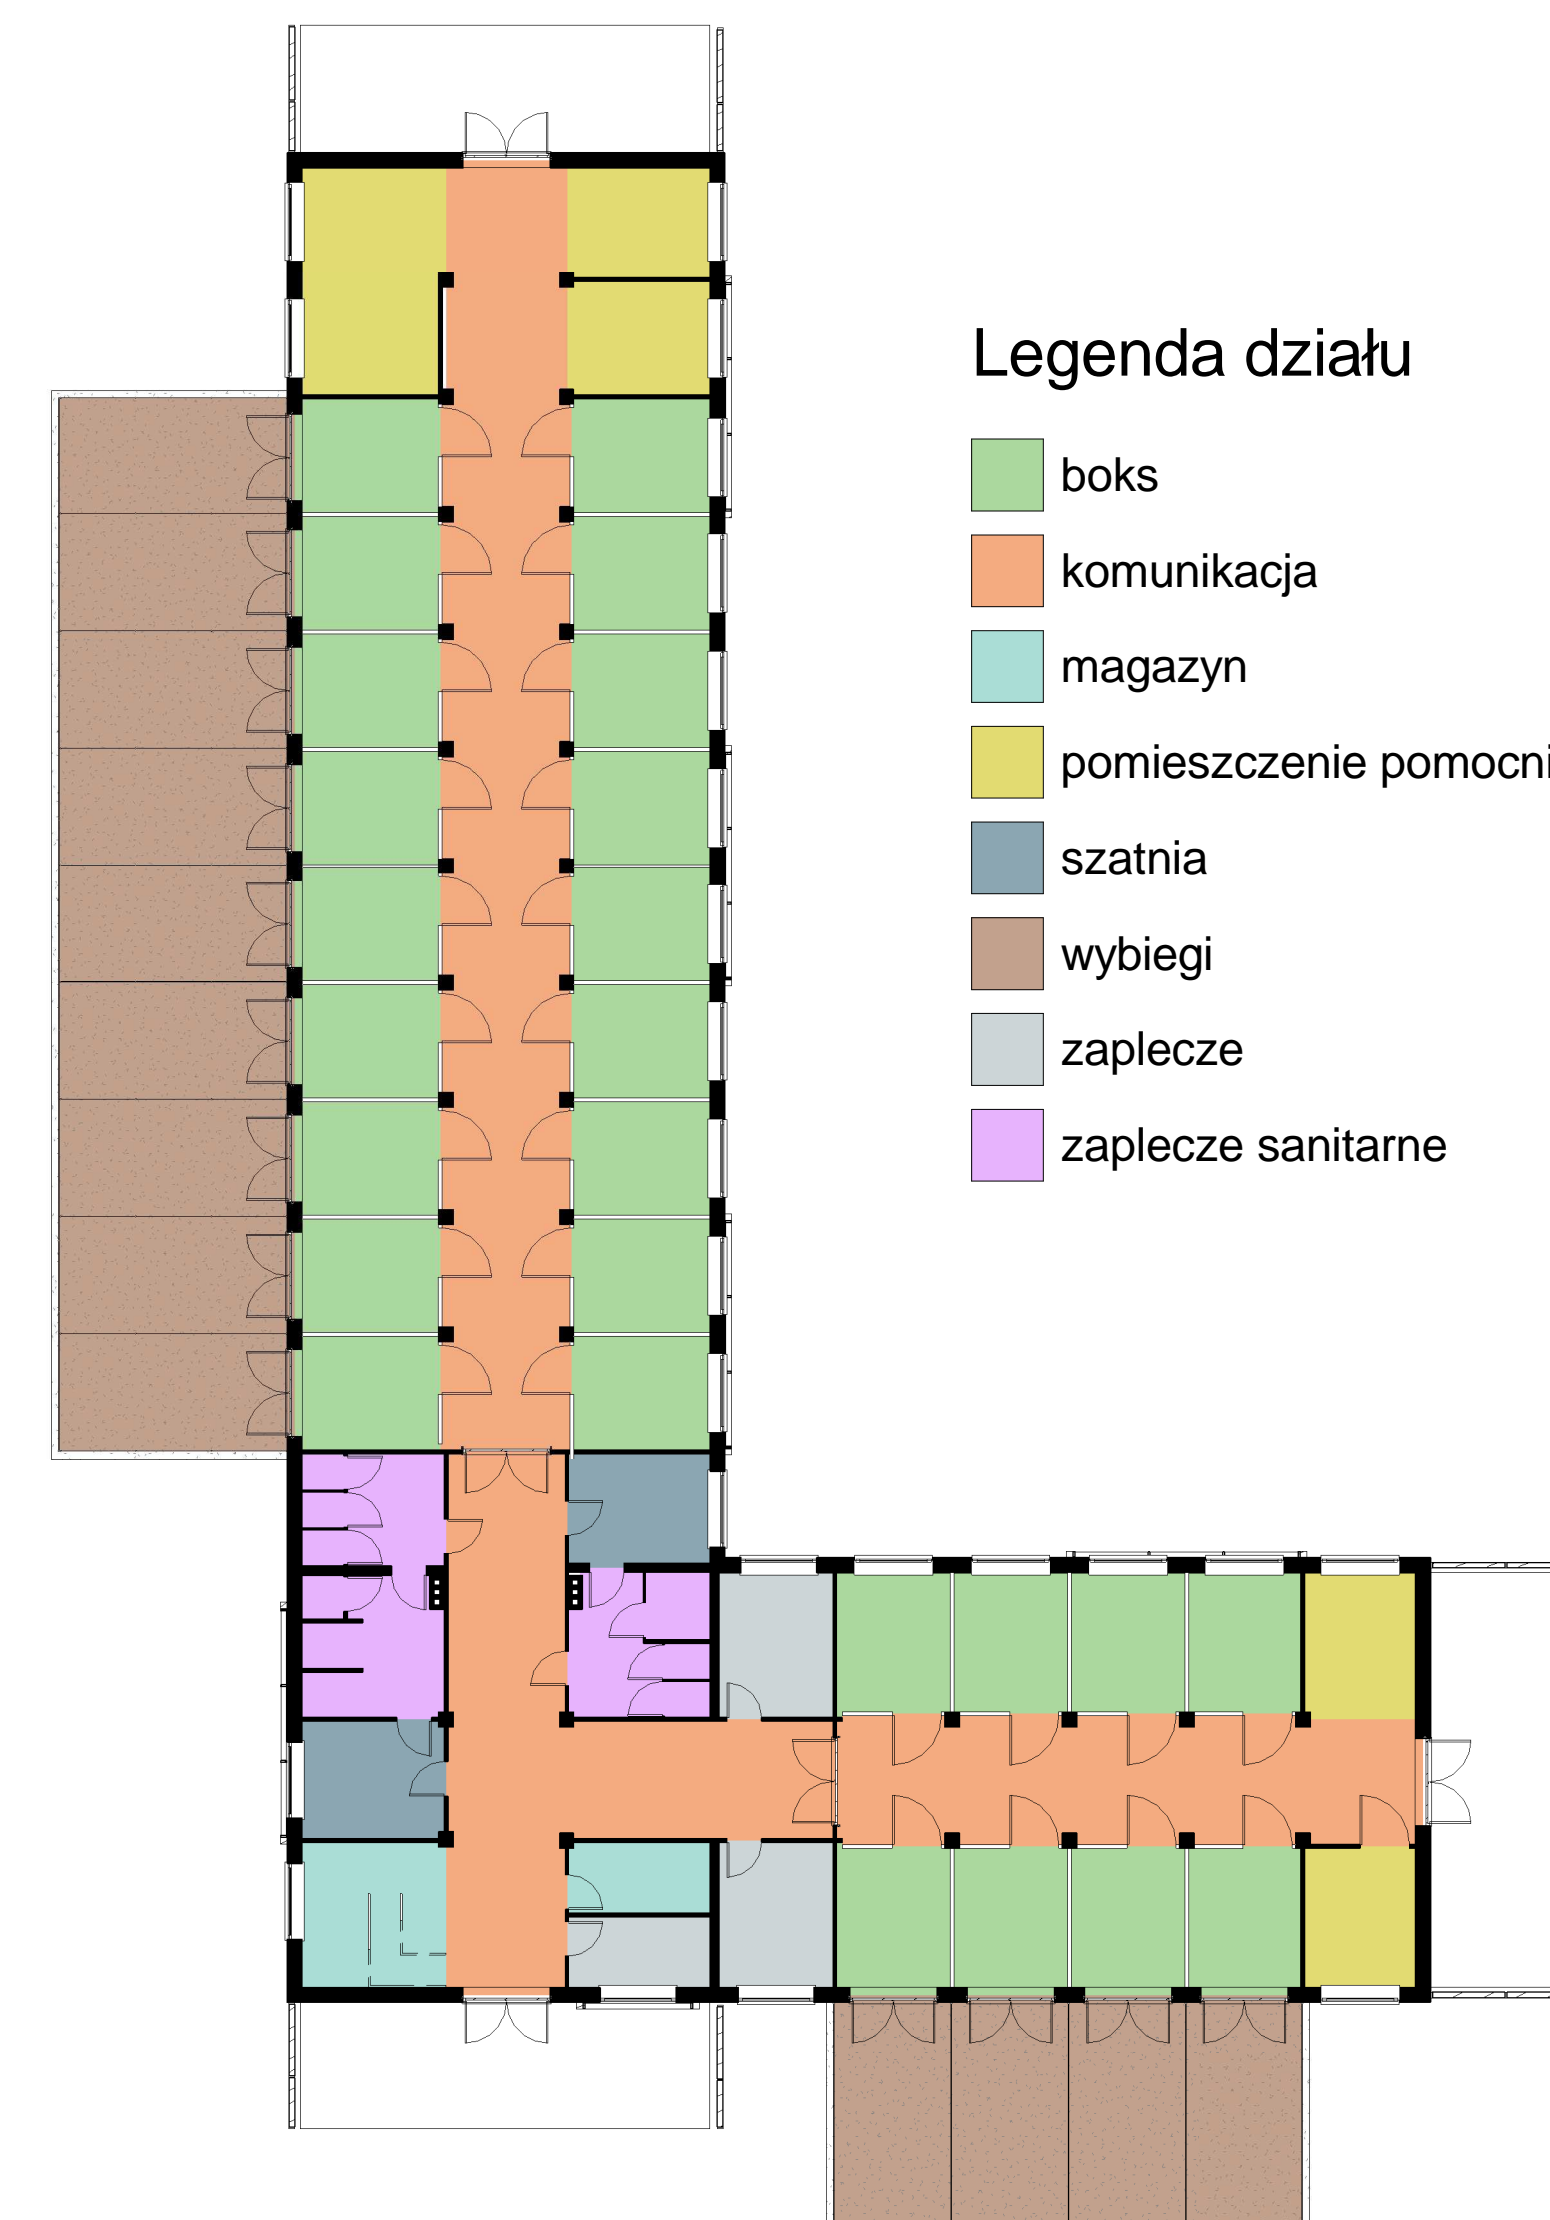 Legenda działu
boks
komunikacja
magazyn
pomieszczenie pomocni
szatnia
wybiegi
zaplecze
zaplecze sanitarne